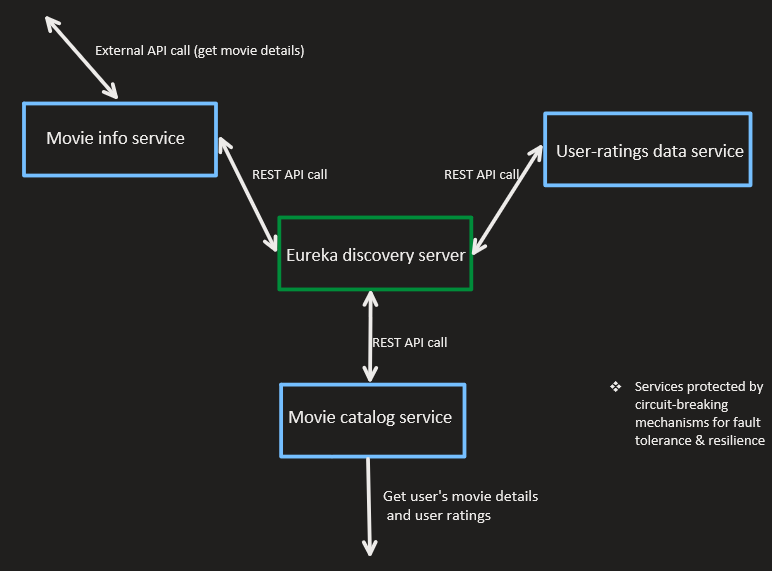 External API call (get movie details)
Movie info service
User-ratings data service
REST API call
REST API call
Eureka discovery server
REST API call
Movie catalog service
❖ Services protected by
circuit-breaking
mechanisms for fault
tolerance & resilience
Get user's movie details
and user ratings